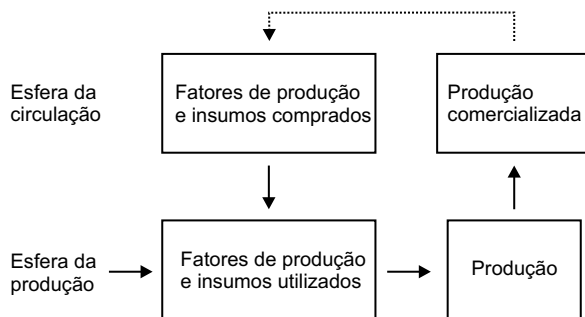 Esfera da
circulação
Fatores de produção
e insumos comprados
Produção
comercializada
Esfera da
produção
Fatores de produção
e insumos utilizados
Produção